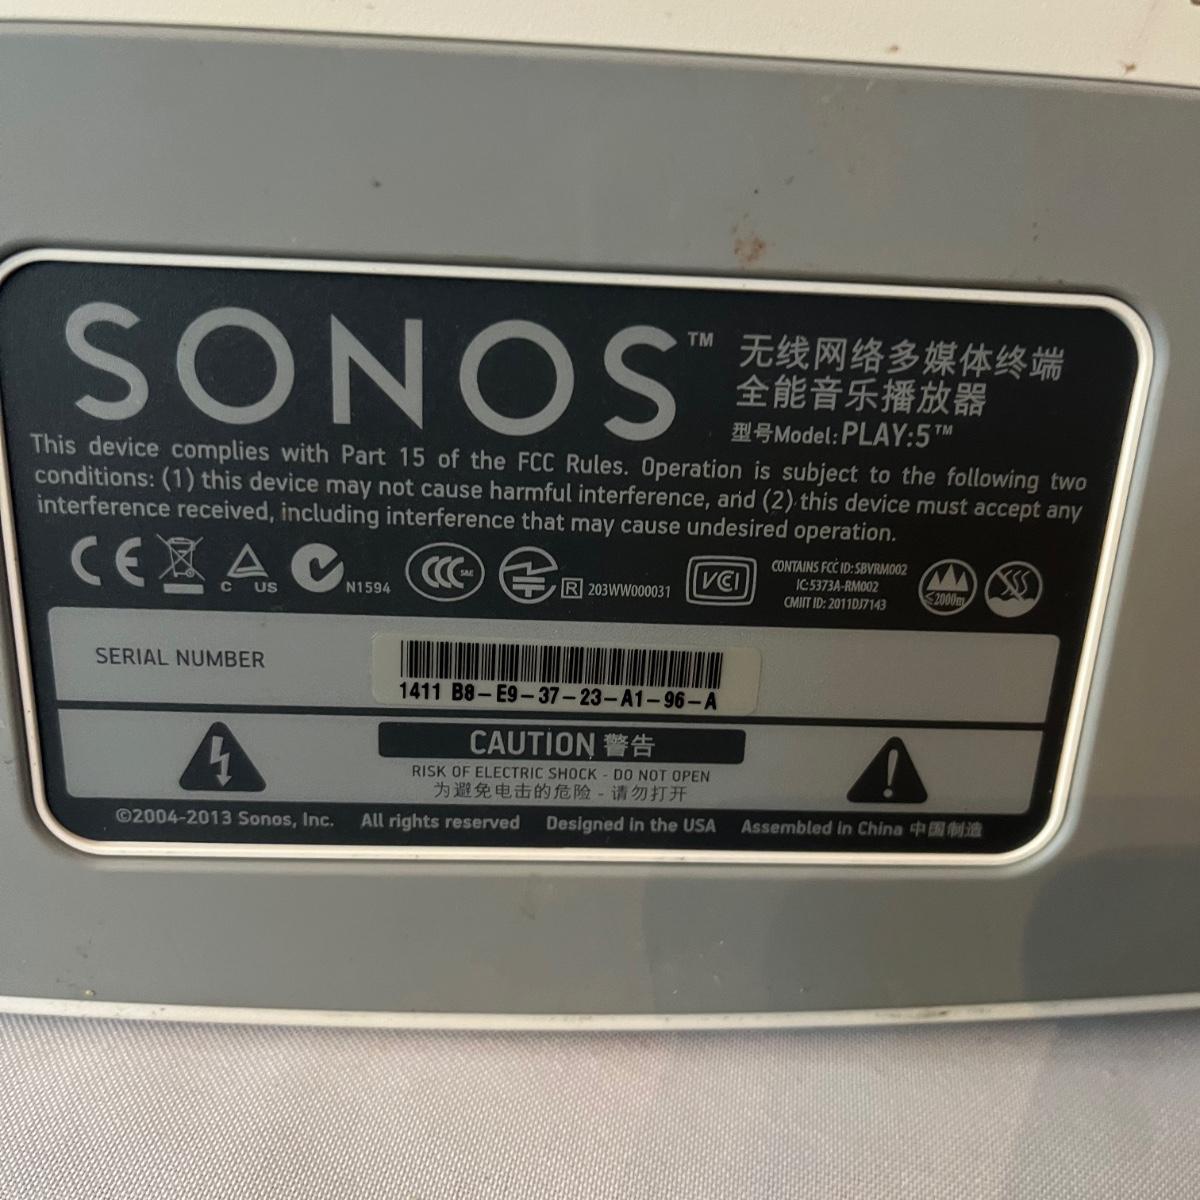 SONOS™
无线网络多媒体终端
全能音乐播放器
型号Model: PLAY:5™
This device complies with Part 15 of the FCC Rules. Operation is subject to the following two
conditions: (1) this device may not cause harmful interference, and (2) this device must accept any
interference received, including interference that may cause undesired operation.
CE C US N1594 CCC S&E R 203WW000031 VCCI
CONTAINS FCC ID: SBVRM002
IC: 5373A-RM002
CMIIT ID: 2011DJ7143
≤2000m
SERIAL NUMBER
1411 B8-E9-37-23-A1-96-A
CAUTION 警告
RISK OF ELECTRIC SHOCK - DO NOT OPEN
为避免电击的危险 - 请勿打开
©2004-2013 Sonos, Inc. All rights reserved Designed in the USA Assembled in China 中国制造